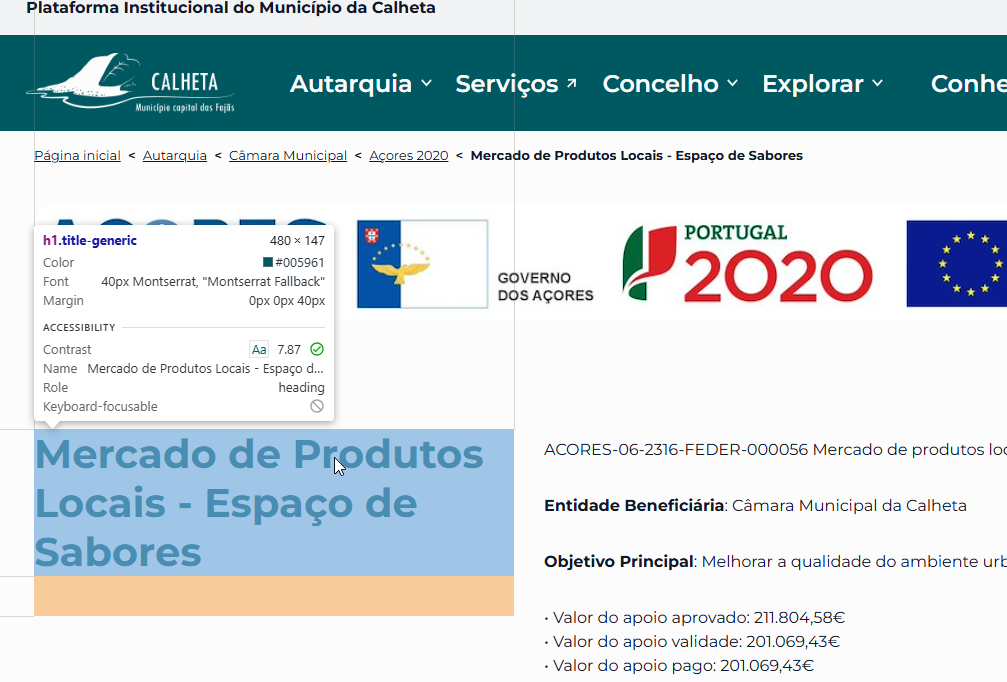 Plataforma Institucional do Município da Calheta
CALHETA
Município capital das Fajãs
Autarquia Serviços Concelho Explorar Conhe
Página inicial < Autarquia < Câmara Municipal < Açores 2020 < Mercado de Produtos Locais - Espaço de Sabores
h1.title-generic 480 × 147
Color #005961
Font 40px Montserrat, "Montserrat Fallback"
Margin 0px 0px 40px
ACCESSIBILITY
Contrast Aa 7.87
Name Mercado de Produtos Locais - Espaço d...
Role heading
Keyboard-focusable
GOVERNO
DOS AÇORES
PORTUGAL
2020
Mercado de Produtos
Locais - Espaço de
Sabores
ACORES-06-2316-FEDER-000056 Mercado de produtos loc
Entidade Beneficiária: Câmara Municipal da Calheta
Objetivo Principal: Melhorar a qualidade do ambiente urb
• Valor do apoio aprovado: 211.804,58€
• Valor do apoio validade: 201.069,43€
• Valor do apoio pago: 201.069,43€